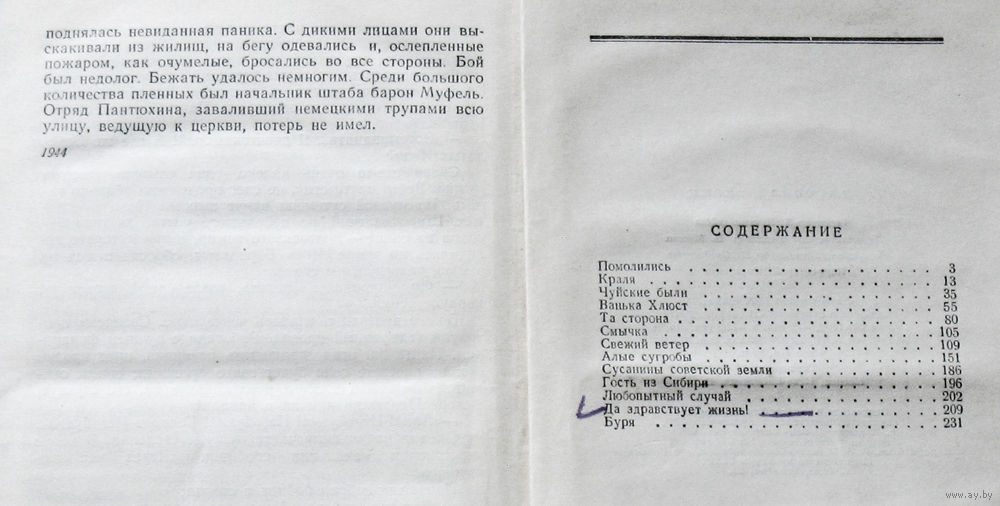 поднялась невиданная паника. С дикими лицами они вы-
скакивали из жилищ, на бегу одевались и, ослепленные
пожаром, как очумелые, бросались во все стороны. Бой
был недолог. Бежать удалось немногим. Среди большого
количества пленных был начальник штаба барон Муфель.
Отряд Пантюхина, заваливший немецкими трупами всю
улицу, ведущую к церкви, потерь не имел.
1944
СОДЕРЖАНИЕ
Помолились . . . . . . . . . . . . . . . . . . . . 3
Краля . . . . . . . . . . . . . . . . . . . . 13
Чуйские были . . . . . . . . . . . . . . . . . . 35
Ванька Хлюст . . . . . . . . . . . . . . . . . . 55
Та сторона . . . . . . . . . . . . . . . . . . . 80
Смычка . . . . . . . . . . . . . . . . . . . . 105
Свежий ветер . . . . . . . . . . . . . . . . . . 109
Алые сугробы . . . . . . . . . . . . . . . . . . 151
Сусанины советской земли . . . . . . . . . . . . 186
Гость из Сибири . . . . . . . . . . . . . . . . 196
Любопытный случай . . . . . . . . . . . . . . . 202
Да здравствует жизнь! . . . . . . . . . . . . . 209
Буря . . . . . . . . . . . . . . . . . . . . . 231
www.ay.by